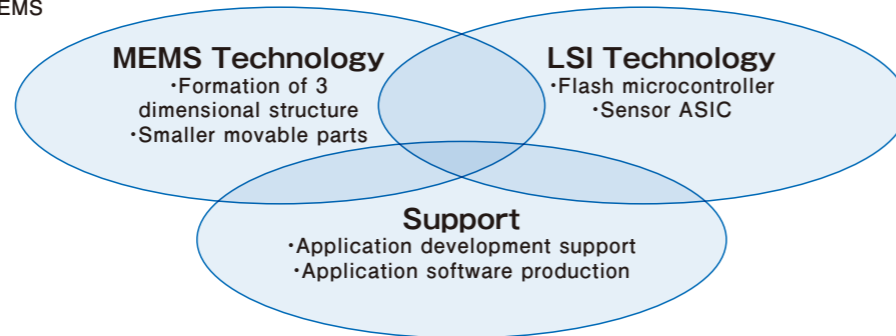 EMS
MEMS Technology
・Formation of 3
dimensional structure
・Smaller movable parts
LSI Technology
・Flash microcontroller
・Sensor ASIC
Support
・Application development support
・Application software production